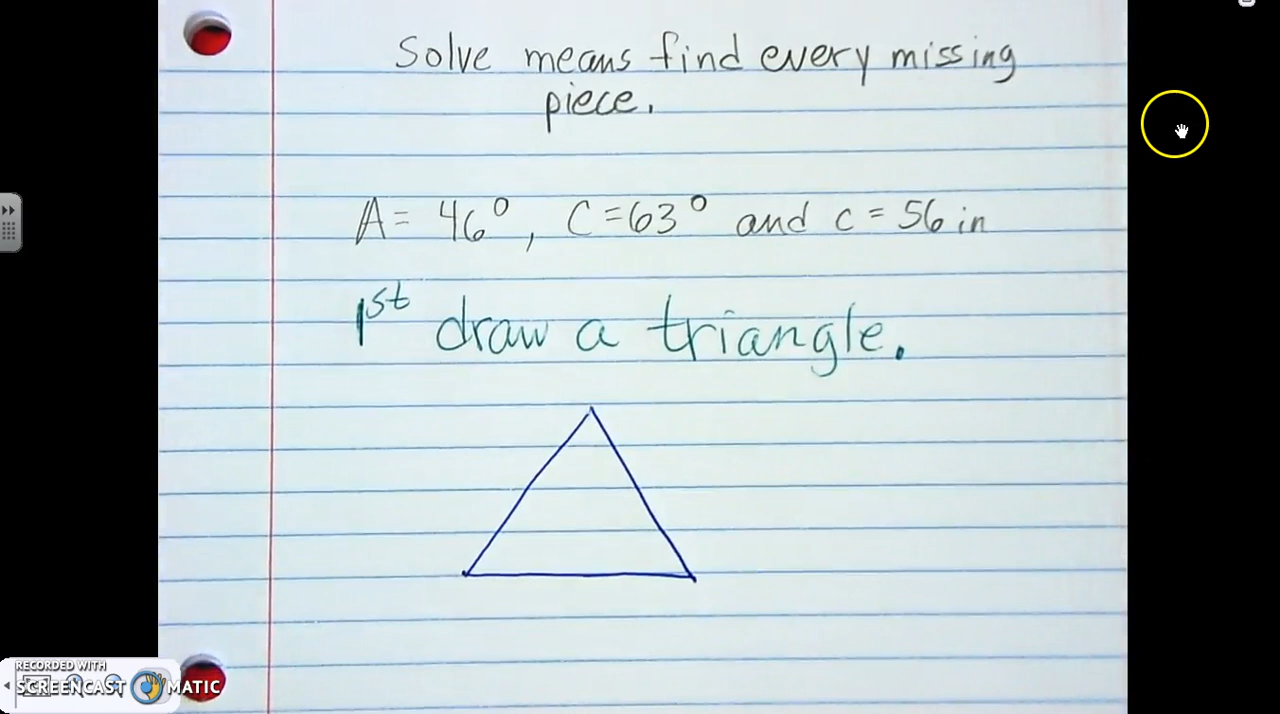 Solve means find every missing
piece.
A = 46°, C = 63° and c = 56 in
1st draw a triangle.
RECORDED WITH
SCREENCAST MATIC